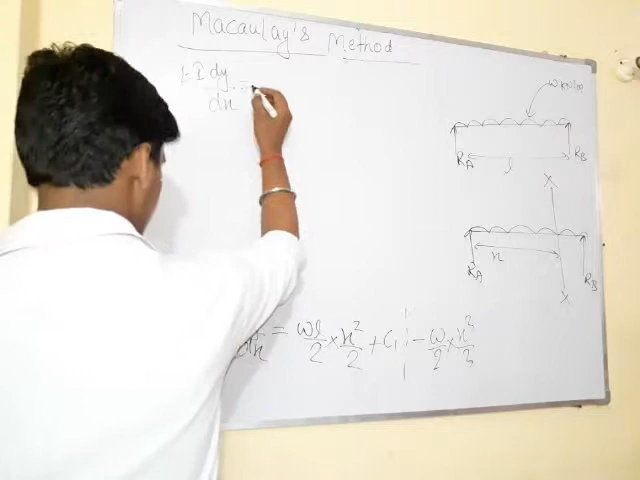 Macaulay's Method
EI dy/dx =
w kN/m
R_A l R_B
X
x
R_A R_B
X
dx = wl/2 × x²/2 + C₁ ¦ - w/2 × x³/3